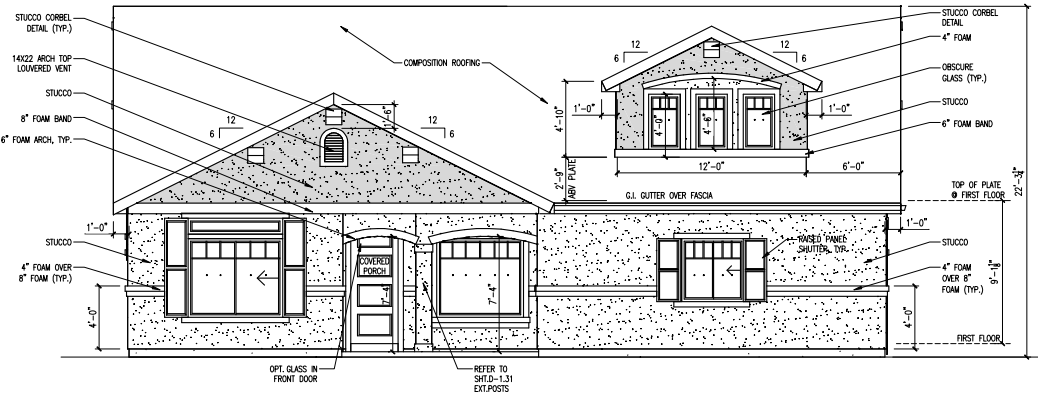 STUCCO CORBEL
DETAIL (TYP.)
14X22 ARCH TOP
LOUVERED VENT
STUCCO
8" FOAM BAND
6" FOAM ARCH, TYP.
12
6
12
6
1'-6"
COMPOSITION ROOFING
12
6
12
6
STUCCO CORBEL
DETAIL
4" FOAM
OBSCURE
GLASS (TYP.)
STUCCO
6" FOAM BAND
1'-0"
1'-0"
4'-10"
4'-0"
4'-6"
12'-0"
6'-0"
2'-9"
ABV PLATE
G.I. GUTTER OVER FASCIA
TOP OF PLATE
@ FIRST FLOOR
22'-3¾"
1'-0"
1'-0"
STUCCO
4" FOAM OVER
8" FOAM (TYP.)
4'-0"
COVERED
PORCH
7'-4"
7'-4"
RAISED PANEL
SHUTTER, TYP.
STUCCO
4" FOAM
OVER 8"
FOAM (TYP.)
4'-0"
FIRST FLOOR
OPT. GLASS IN
FRONT DOOR
REFER TO
SHT.D-1.31
EXT.POSTS